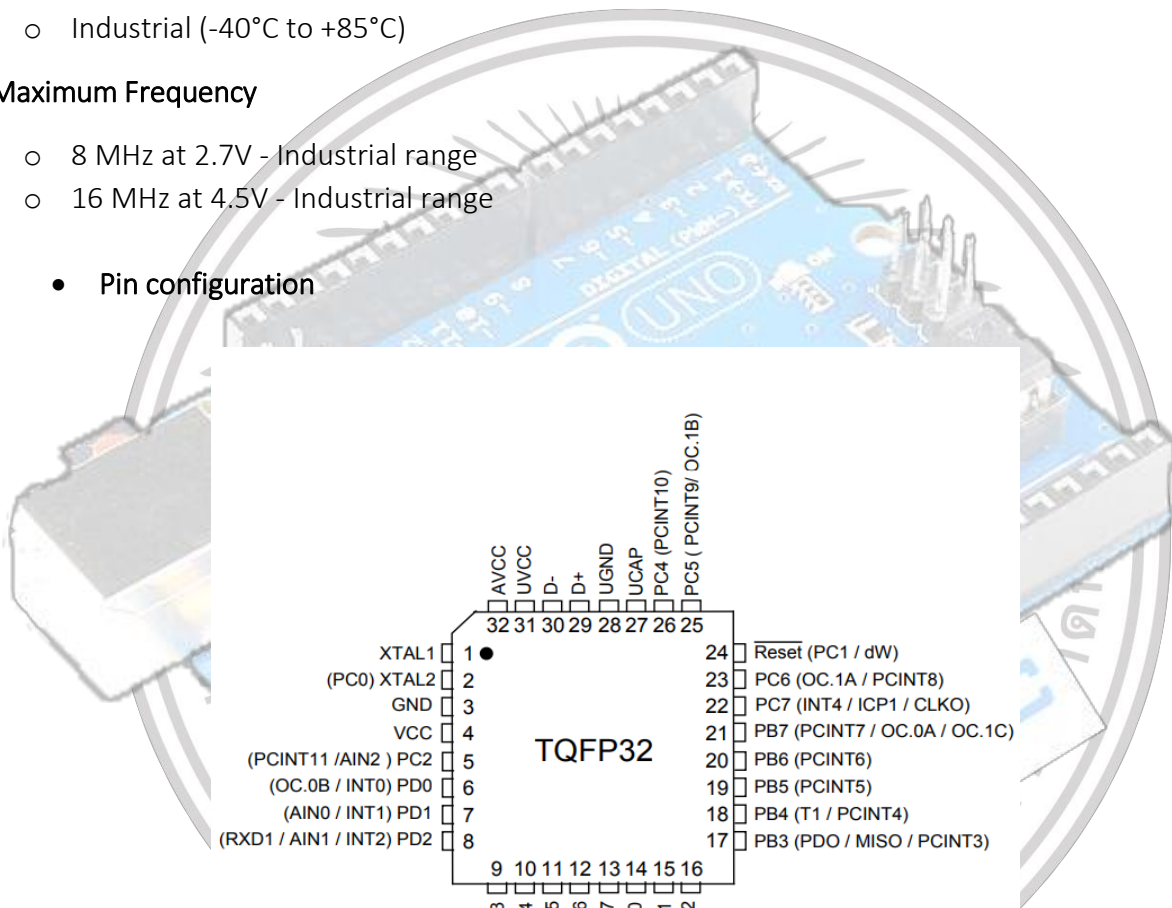 o Industrial (-40°C to +85°C)
Maximum Frequency
o 8 MHz at 2.7V - Industrial range
o 16 MHz at 4.5V - Industrial range
• Pin configuration
DIGITAL (PWM~)
UNO
ON
AVCC
UVCC
D-
D+
UGND
UCAP
PC4 (PCINT10)
PC5 ( PCINT9/ OC.1B)
32 31 30 29 28 27 26 25
XTAL1 1
(PC0) XTAL2 2
GND 3
VCC 4
(PCINT11 /AIN2 ) PC2 5
(OC.0B / INT0) PD0 6
(AIN0 / INT1) PD1 7
(RXD1 / AIN1 / INT2) PD2 8
TQFP32
24 Reset (PC1 / dW)
23 PC6 (OC.1A / PCINT8)
22 PC7 (INT4 / ICP1 / CLKO)
21 PB7 (PCINT7 / OC.0A / OC.1C)
20 PB6 (PCINT6)
19 PB5 (PCINT5)
18 PB4 (T1 / PCINT4)
17 PB3 (PDO / MISO / PCINT3)
9 10 11 12 13 14 15 16